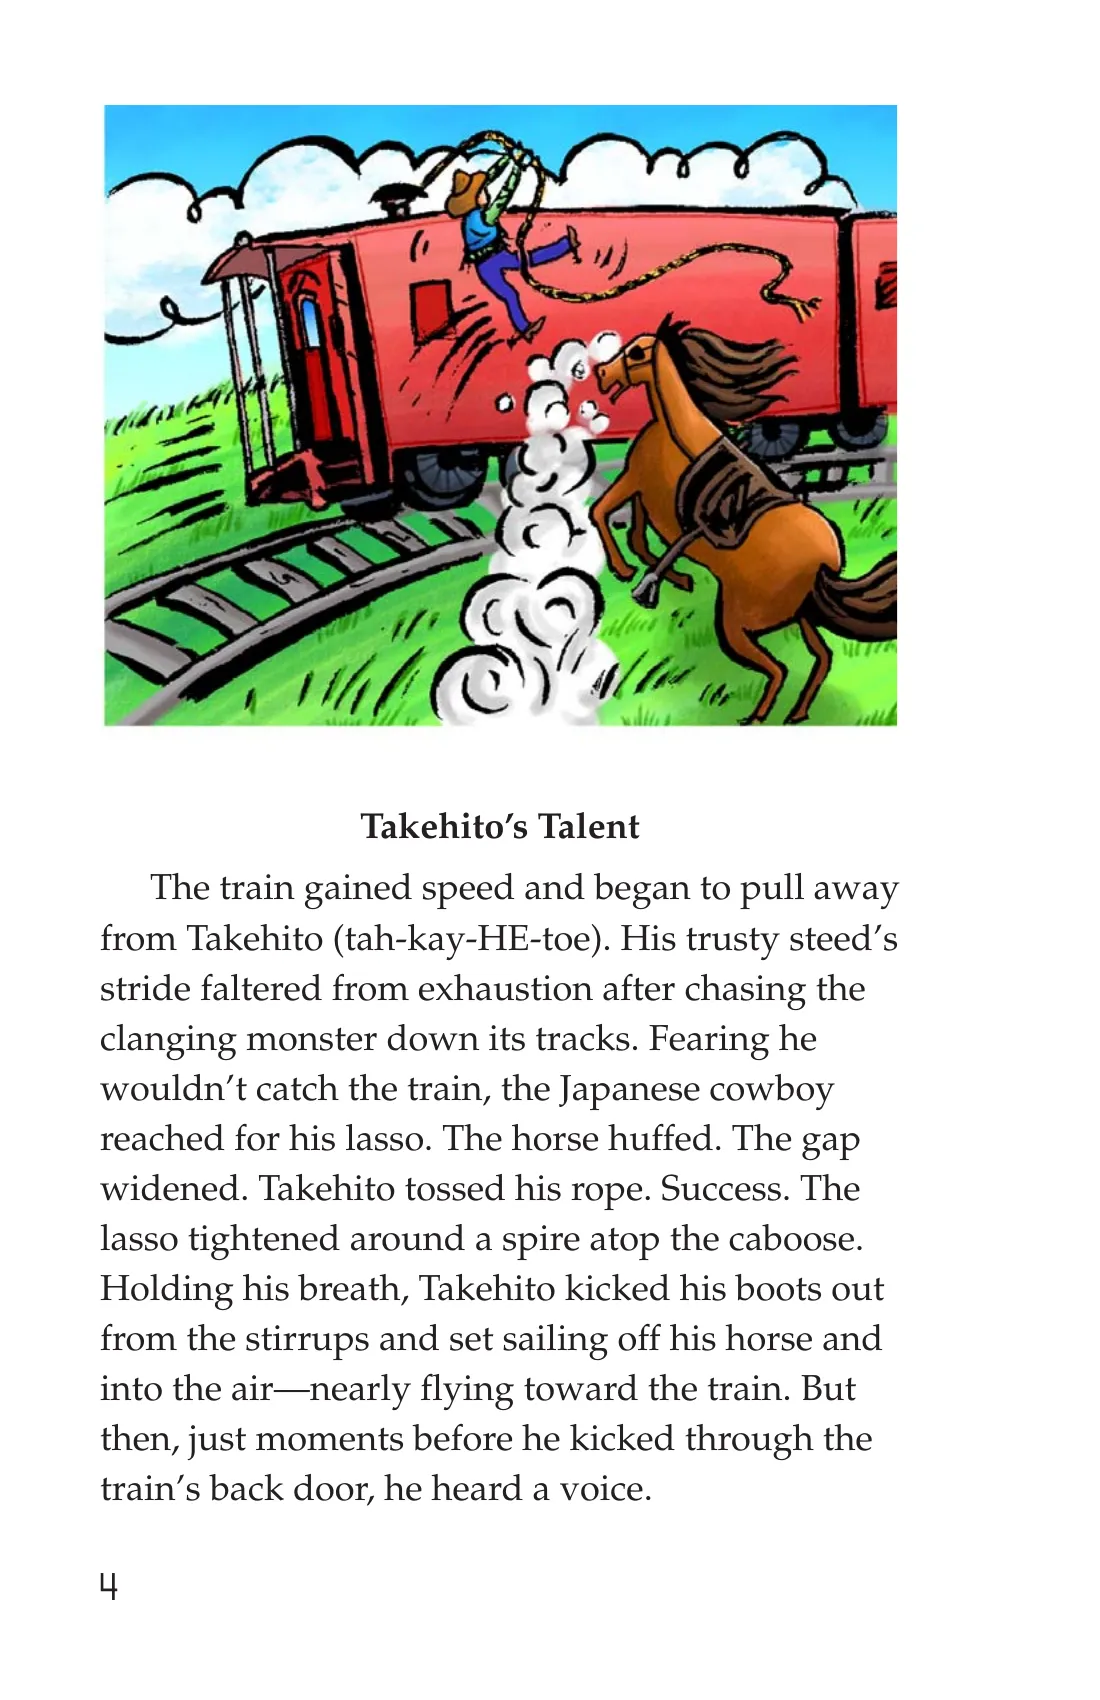 Takehito’s Talent
The train gained speed and began to pull away
from Takehito (tah-kay-HE-toe). His trusty steed’s
stride faltered from exhaustion after chasing the
clanging monster down its tracks. Fearing he
wouldn’t catch the train, the Japanese cowboy
reached for his lasso. The horse huffed. The gap
widened. Takehito tossed his rope. Success. The
lasso tightened around a spire atop the caboose.
Holding his breath, Takehito kicked his boots out
from the stirrups and set sailing off his horse and
into the air—nearly flying toward the train. But
then, just moments before he kicked through the
train’s back door, he heard a voice.
4